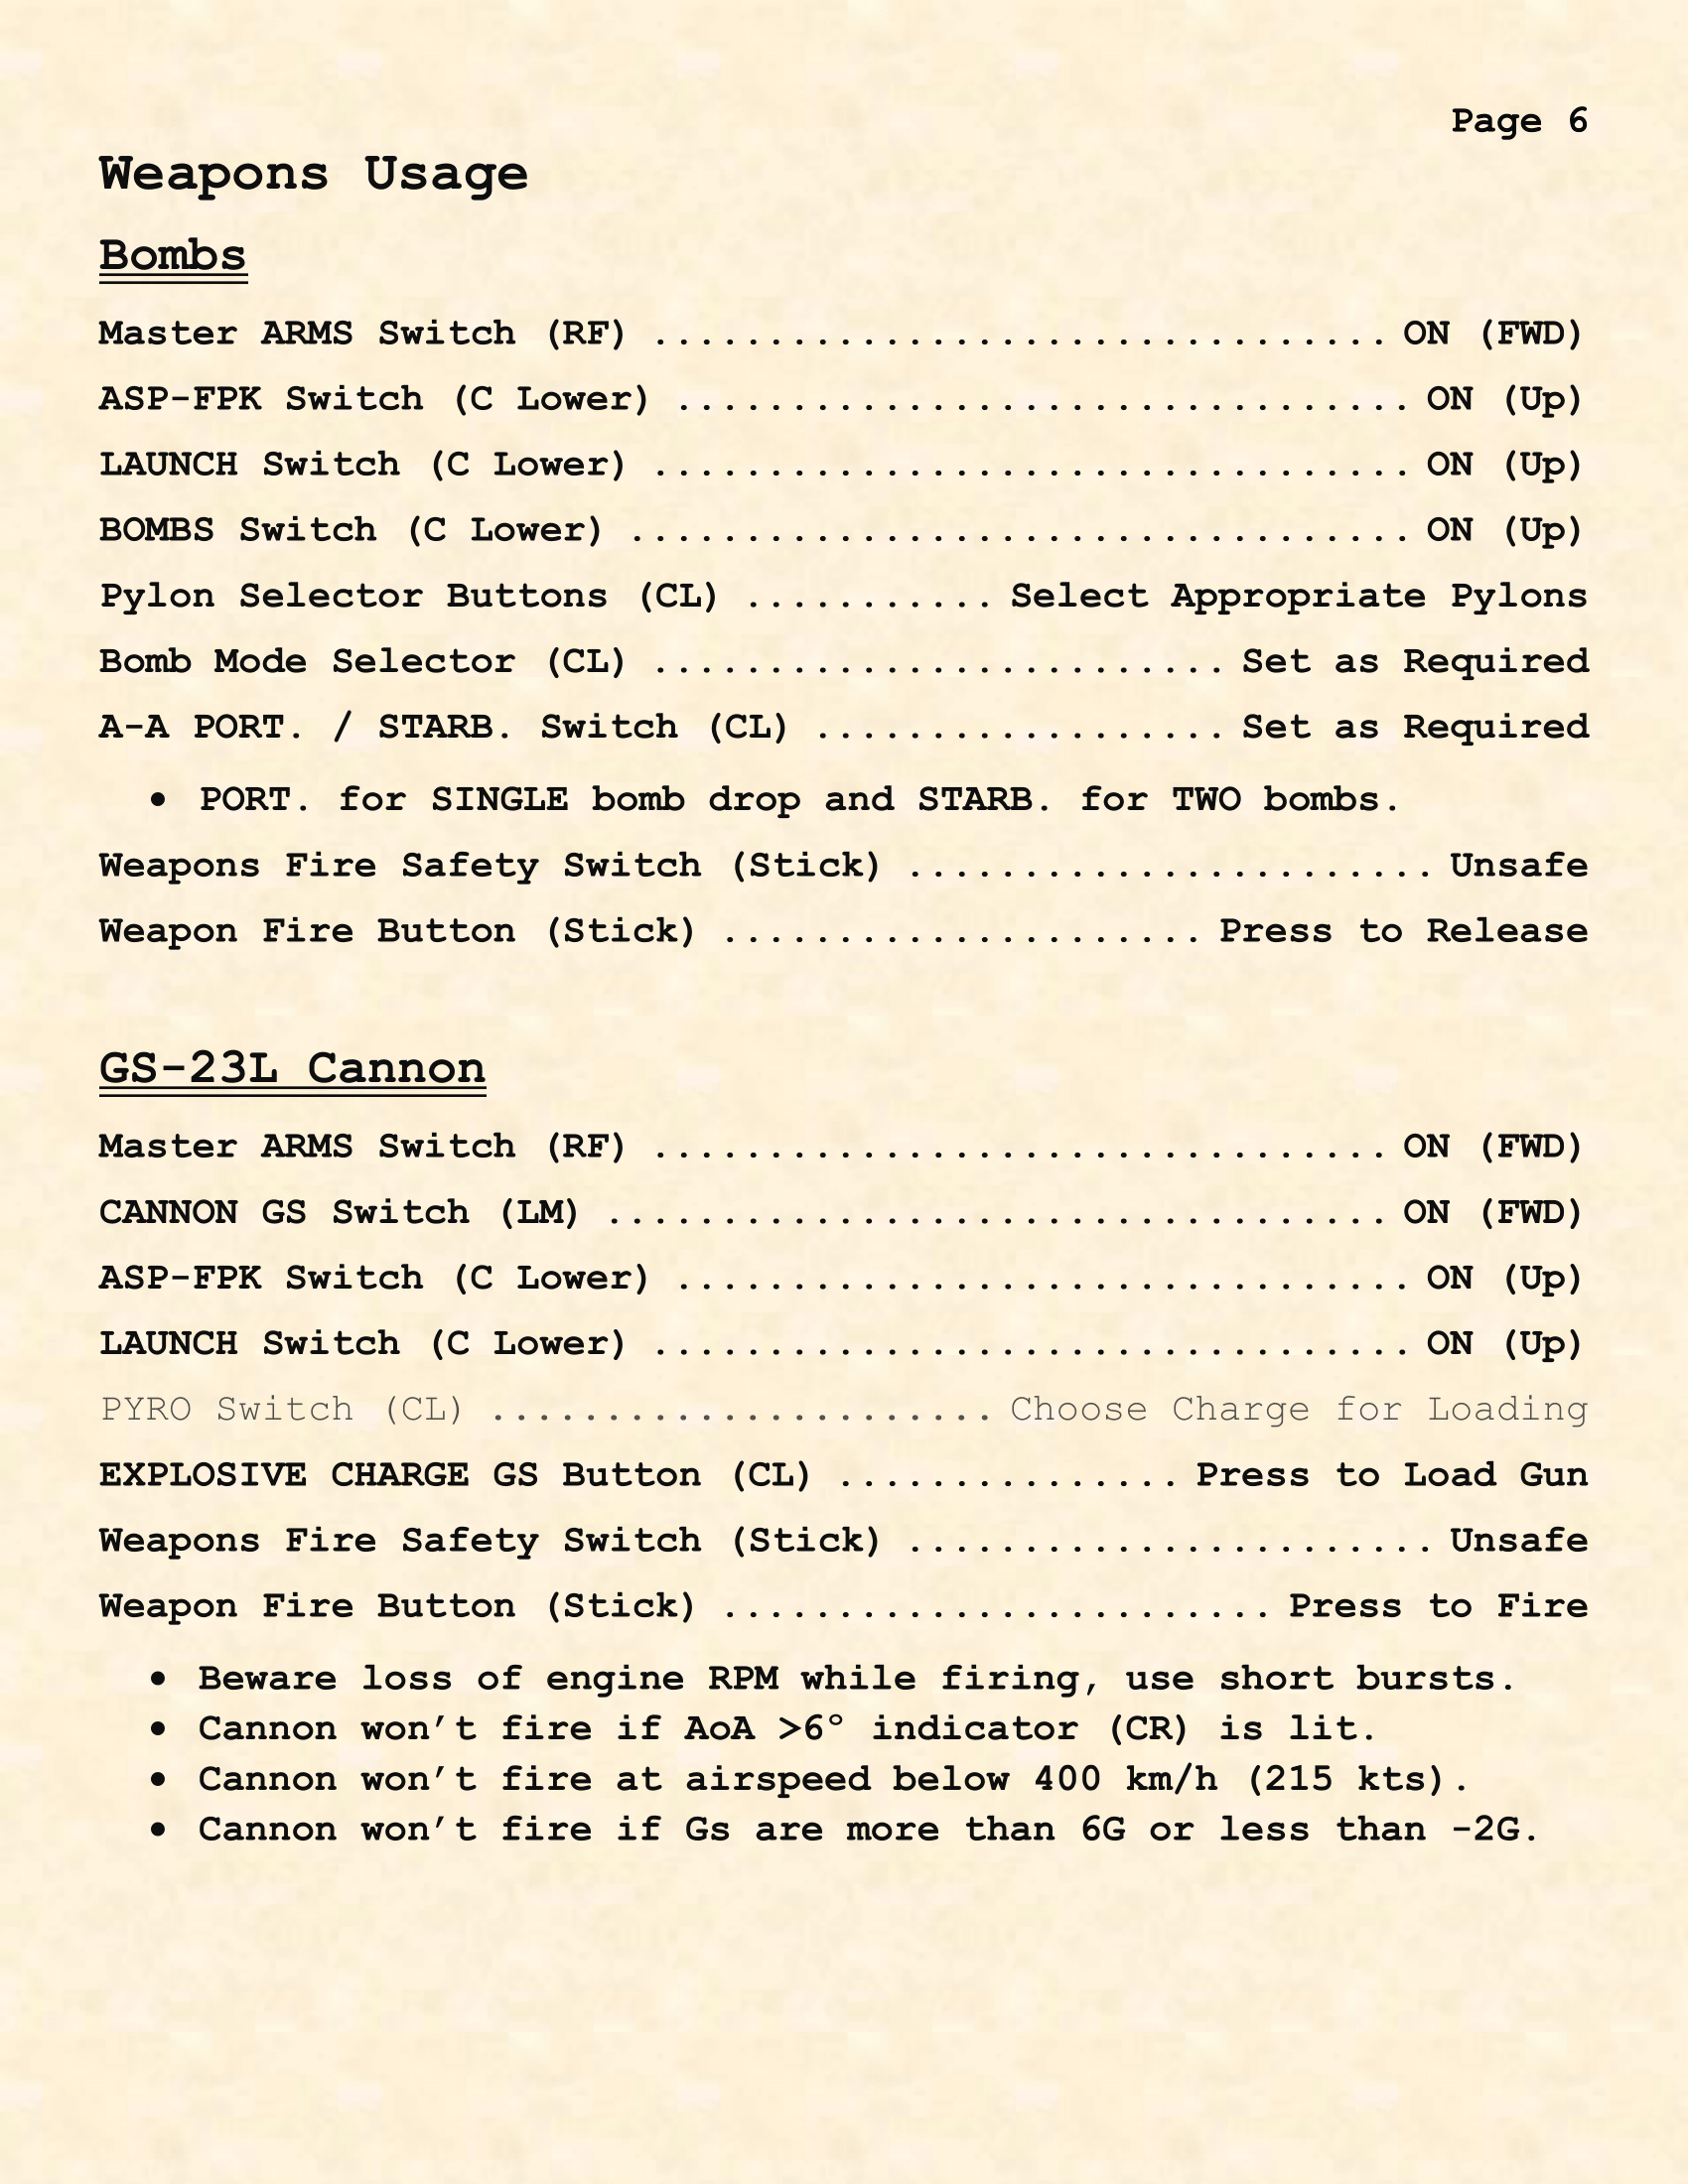 Page 6
Weapons Usage
Bombs
Master ARMS Switch (RF) ................................ ON (FWD)
ASP-FPK Switch (C Lower) ................................ ON (Up)
LAUNCH Switch (C Lower) ................................. ON (Up)
BOMBS Switch (C Lower) .................................. ON (Up)
Pylon Selector Buttons (CL) ........... Select Appropriate Pylons
Bomb Mode Selector (CL) ......................... Set as Required
A-A PORT. / STARB. Switch (CL) .................. Set as Required
• PORT. for SINGLE bomb drop and STARB. for TWO bombs.
Weapons Fire Safety Switch (Stick) ....................... Unsafe
Weapon Fire Button (Stick) ..................... Press to Release
GS-23L Cannon
Master ARMS Switch (RF) ................................ ON (FWD)
CANNON GS Switch (LM) .................................. ON (FWD)
ASP-FPK Switch (C Lower) ................................ ON (Up)
LAUNCH Switch (C Lower) ................................. ON (Up)
PYRO Switch (CL) ...................... Choose Charge for Loading
EXPLOSIVE CHARGE GS Button (CL) ............... Press to Load Gun
Weapons Fire Safety Switch (Stick) ....................... Unsafe
Weapon Fire Button (Stick) ........................ Press to Fire
• Beware loss of engine RPM while firing, use short bursts.
• Cannon won’t fire if AoA >6° indicator (CR) is lit.
• Cannon won’t fire at airspeed below 400 km/h (215 kts).
• Cannon won’t fire if Gs are more than 6G or less than -2G.